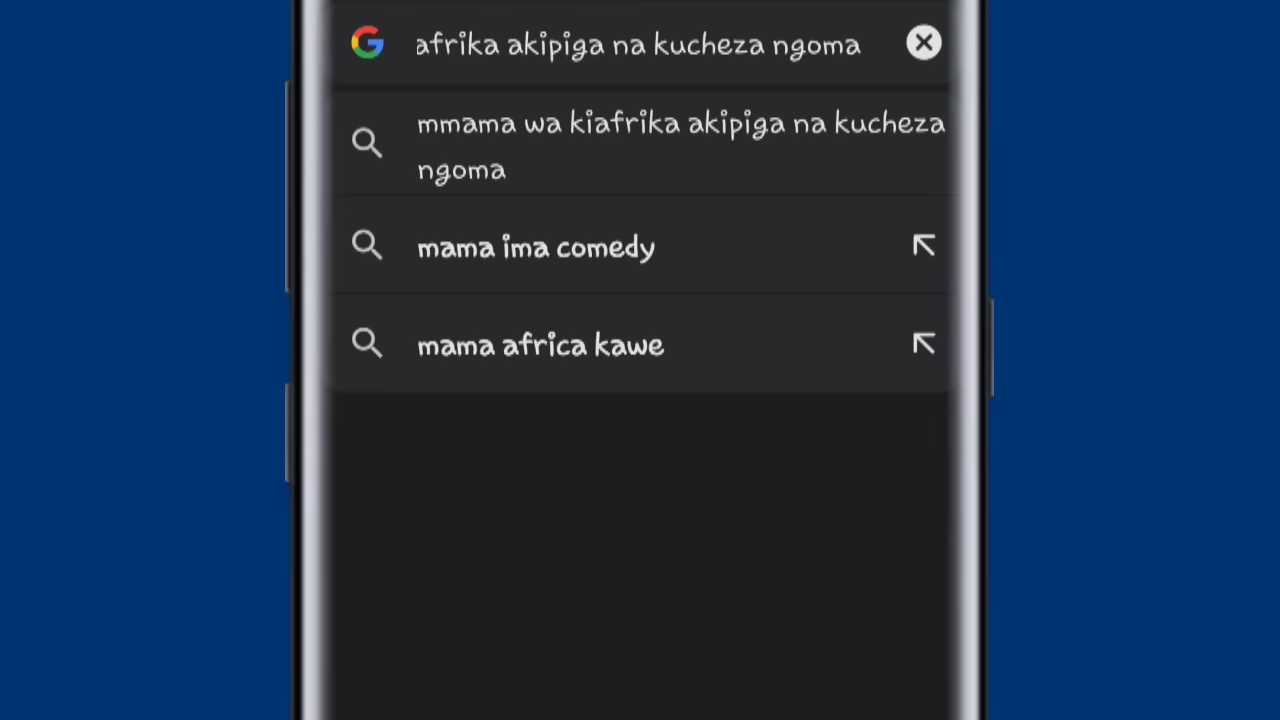 afrika akipiga na kucheza ngoma
mmama wa kiafrika akipiga na kucheza
ngoma
mama ima comedy
mama africa kawe